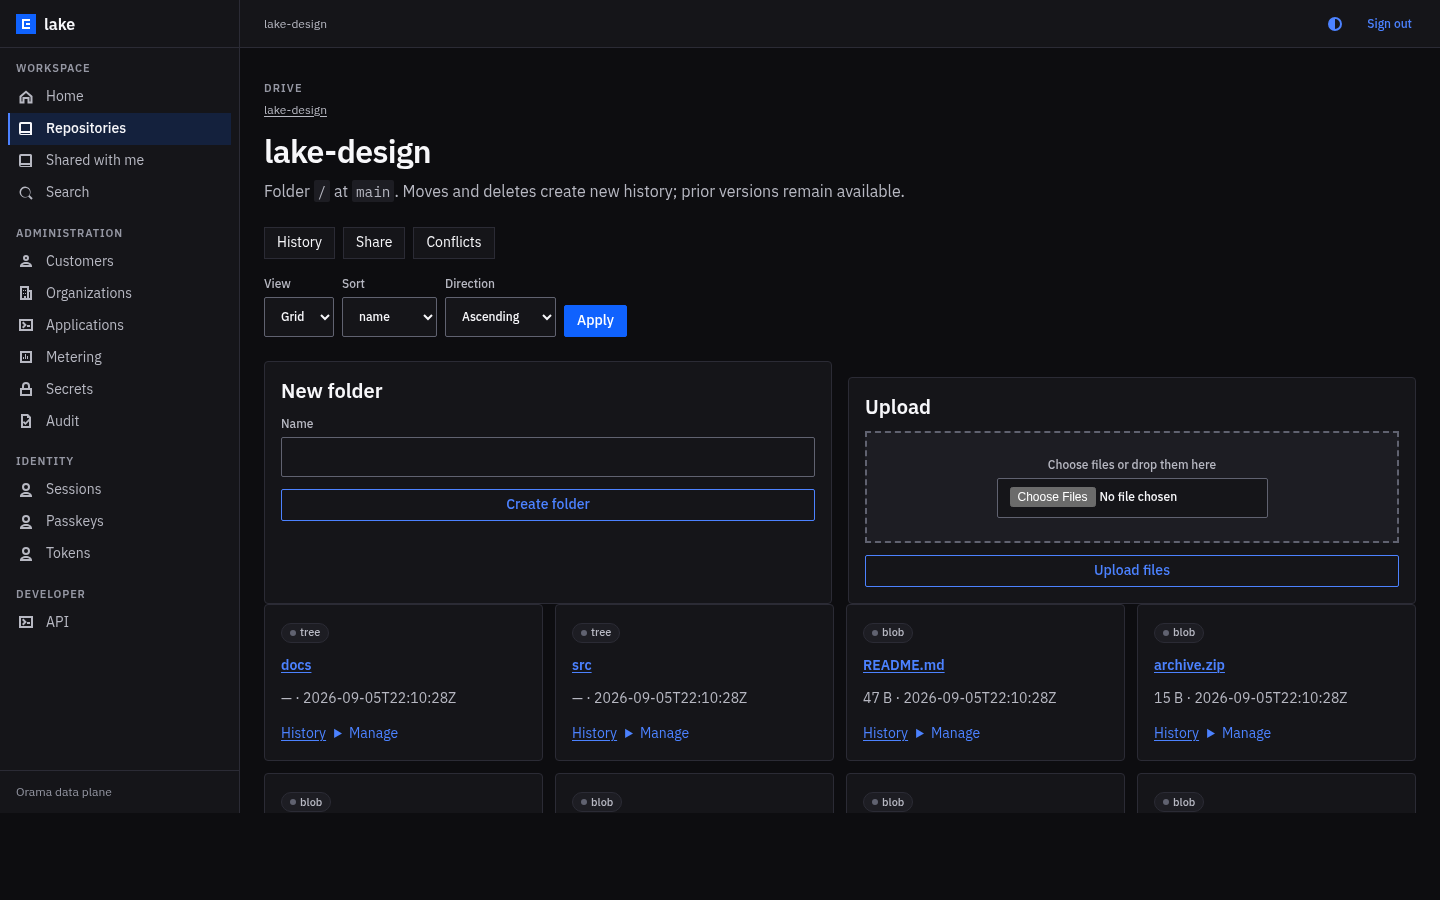 lake
lake-design
Sign out
WORKSPACE
Home
Repositories
Shared with me
Search
ADMINISTRATION
Customers
Organizations
Applications
Metering
Secrets
Audit
IDENTITY
Sessions
Passkeys
Tokens
DEVELOPER
API
Orama data plane
DRIVE
lake-design
lake-design
Folder / at main. Moves and deletes create new history; prior versions remain available.
History Share Conflicts
View Sort Direction
Grid name Ascending Apply
New folder
Name
Create folder
Upload
Choose files or drop them here
Choose Files No file chosen
Upload files
tree
docs
— · 2026-09-05T22:10:28Z
History ▶ Manage
tree
src
— · 2026-09-05T22:10:28Z
History ▶ Manage
blob
README.md
47 B · 2026-09-05T22:10:28Z
History ▶ Manage
blob
archive.zip
15 B · 2026-09-05T22:10:28Z
History ▶ Manage
blob
blob
blob
blob